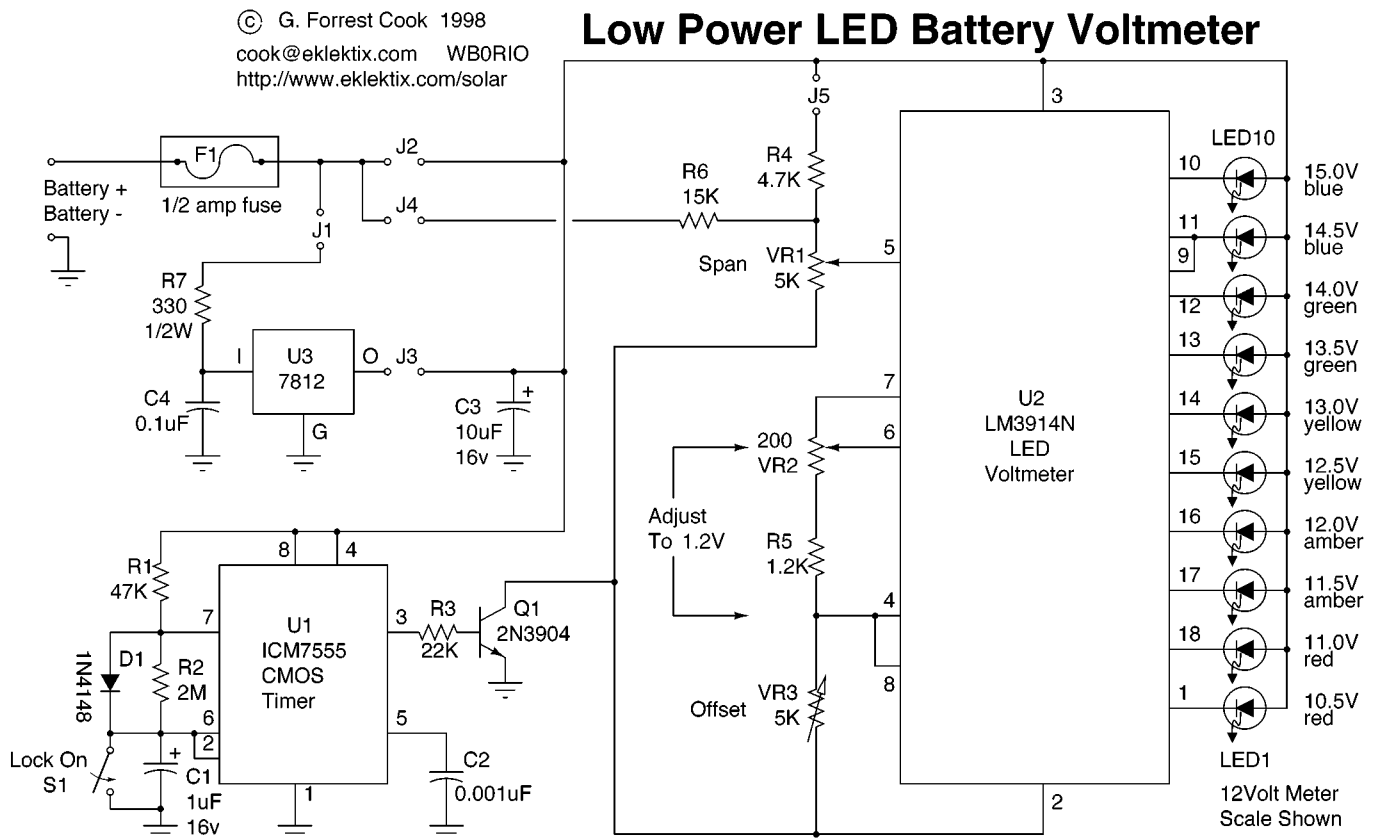 © G. Forrest Cook 1998
cook@eklektix.com WB0RIO
http://www.eklektix.com/solar
Low Power LED Battery Voltmeter
J5
3
F1
1/2 amp fuse
Battery +
Battery -
J2
J4
J1
R6
15K
R4
4.7K
Span
VR1
5K
5
R7
330
1/2W
I
U3
7812
O
G
J3
C4
0.1uF
C3
+
10uF
16v
7
200
VR2
6
Adjust
To 1.2V
R5
1.2K
4
8
Offset
VR3
5K
U2
LM3914N
LED
Voltmeter
2
R1
47K
8
4
7
U1
ICM7555
CMOS
Timer
3
R3
22K
Q1
2N3904
D1
1N4148
R2
2M
6
2
5
1
Lock On
S1
+
C1
1uF
16v
C2
0.001uF
LED10
10
15.0V
blue
11
14.5V
blue
9
12
14.0V
green
13
13.5V
green
14
13.0V
yellow
15
12.5V
yellow
16
12.0V
amber
17
11.5V
amber
18
11.0V
red
1
10.5V
red
LED1
12Volt Meter
Scale Shown